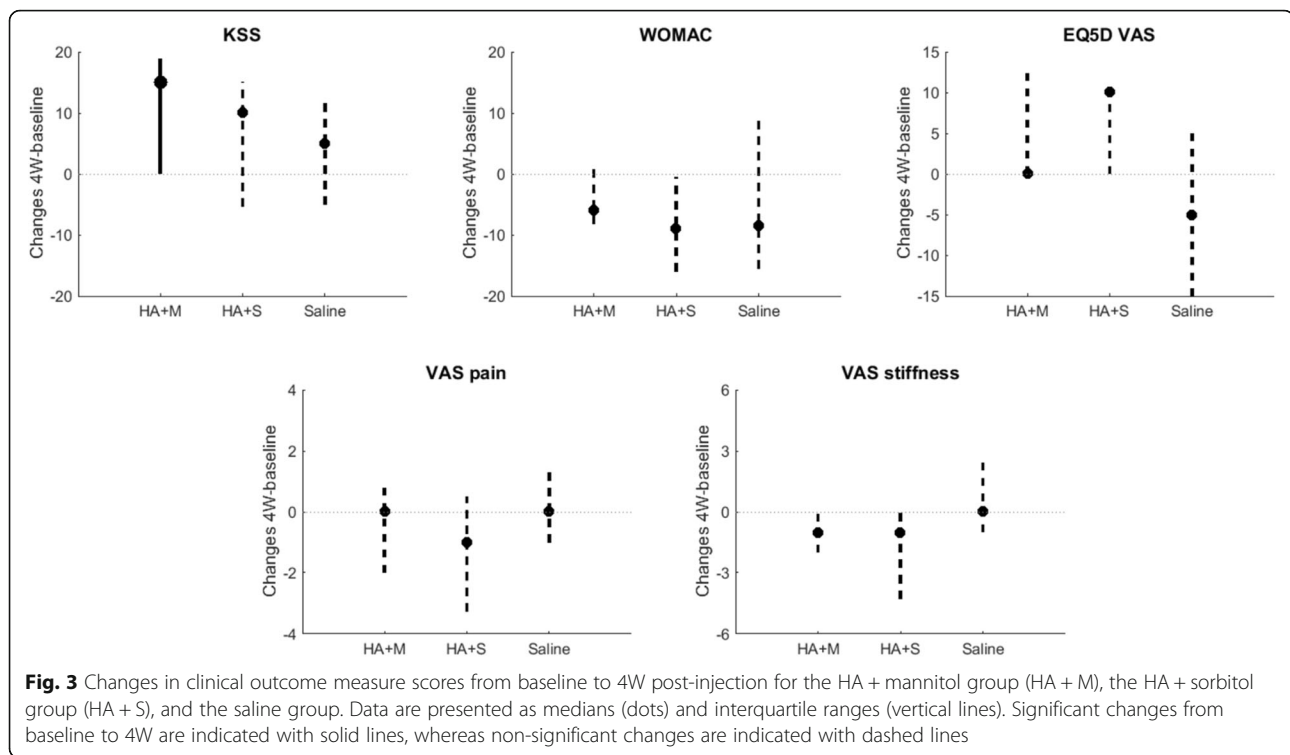 KSS
20
10
0
-10
-20
Changes 4W-baseline
HA+M HA+S Saline
WOMAC
20
10
0
-10
-20
Changes 4W-baseline
HA+M HA+S Saline
EQ5D VAS
15
10
5
0
-5
-10
-15
Changes 4W-baseline
HA+M HA+S Saline
VAS pain
4
2
0
-2
-4
Changes 4W-baseline
HA+M HA+S Saline
VAS stiffness
6
3
0
-3
-6
Changes 4W-baseline
HA+M HA+S Saline
Fig. 3 Changes in clinical outcome measure scores from baseline to 4W post-injection for the HA + mannitol group (HA + M), the HA + sorbitol
group (HA + S), and the saline group. Data are presented as medians (dots) and interquartile ranges (vertical lines). Significant changes from
baseline to 4W are indicated with solid lines, whereas non-significant changes are indicated with dashed lines